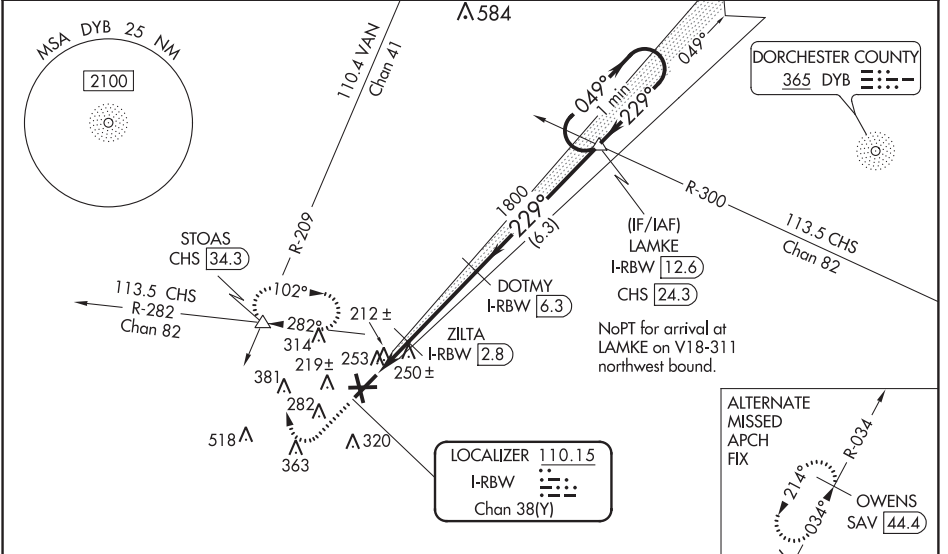 MSA DYB 25 NM
2100
110.4 VAN
Chan 41
R-209
584
049°
1 min
229°
049°
DORCHESTER COUNTY
365 DYB
R-300
113.5 CHS
Chan 82
1800
229°
(6.3)
(IF/IAF)
LAMKE
I-RBW 12.6
CHS 24.3
NoPT for arrival at
LAMKE on V18-311
northwest bound.
STOAS
CHS 34.3
113.5 CHS
R-282
Chan 82
102°
282°
DOTMY
I-RBW 6.3
ZILTA
I-RBW 2.8
212 ±
314
253
250 ±
219 ±
381
282
518
363
320
LOCALIZER 110.15
I-RBW
Chan 38(Y)
ALTERNATE
MISSED
APCH
FIX
R-034
214°
034°
OWENS
SAV 44.4